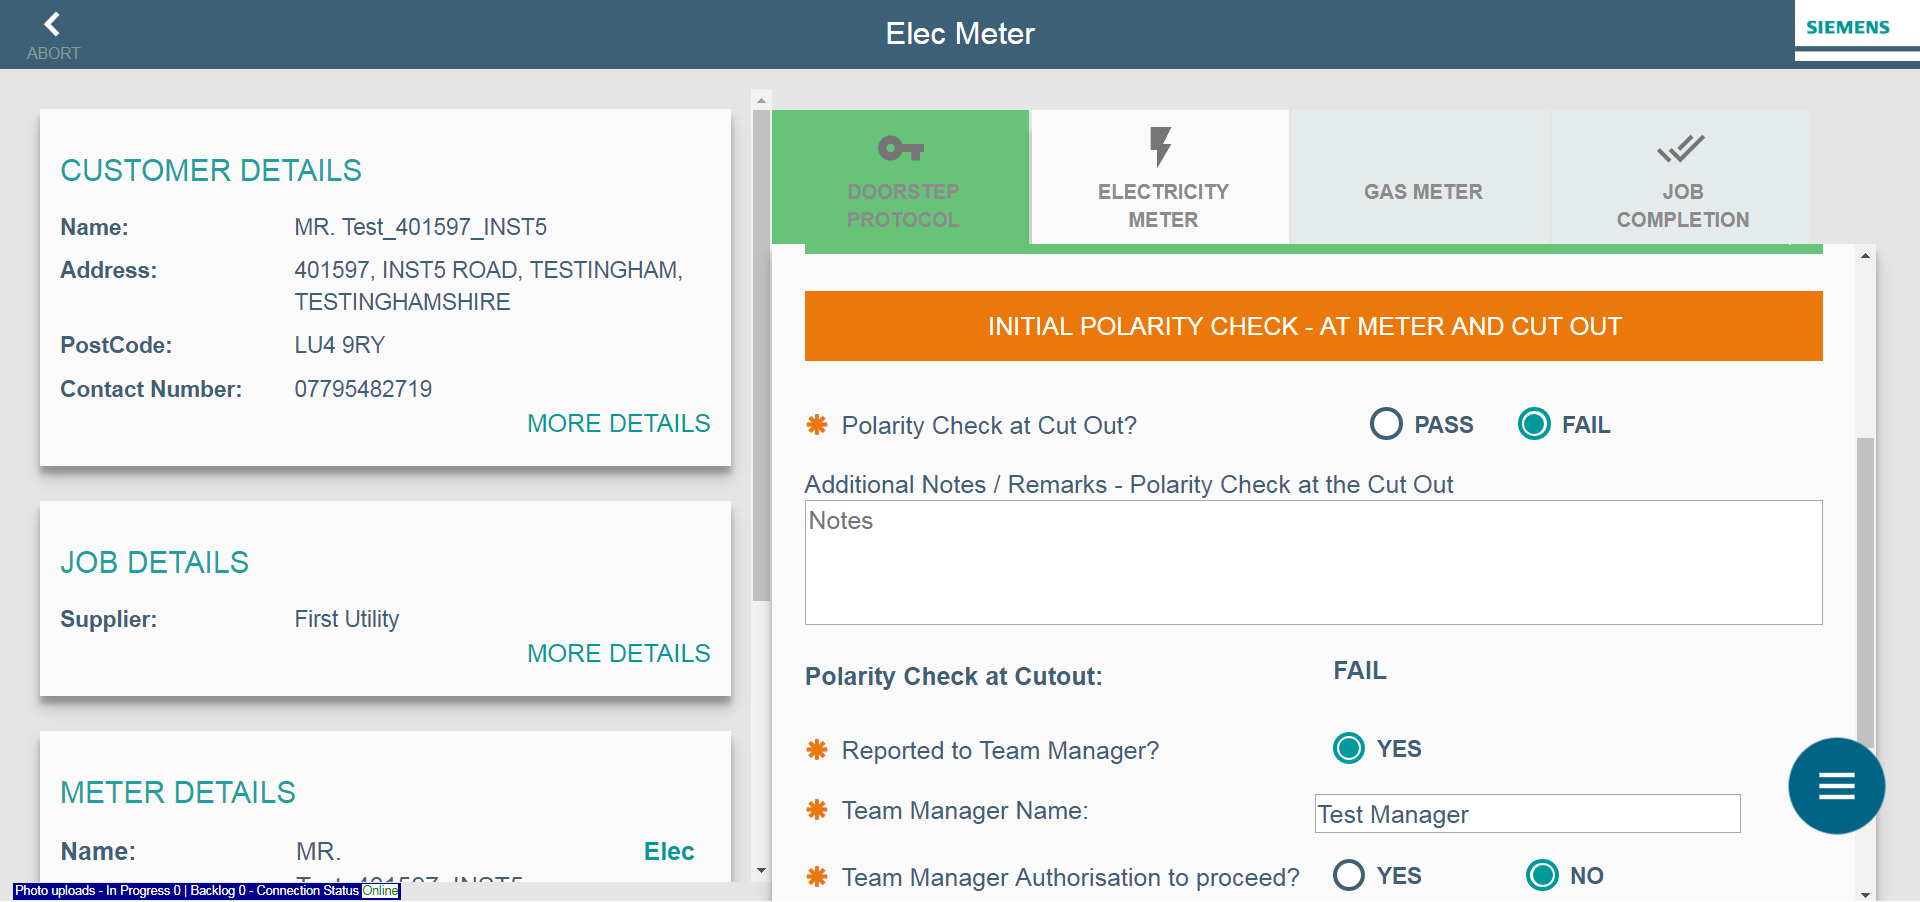 ABORT
Elec Meter
SIEMENS
CUSTOMER DETAILS
Name: MR. Test_401597_INST5
Address: 401597, INST5 ROAD, TESTINGHAM,
TESTINGHAMSHIRE
PostCode: LU4 9RY
Contact Number: 07795482719
MORE DETAILS
JOB DETAILS
Supplier: First Utility
MORE DETAILS
METER DETAILS
Name: MR. Elec
Test_401597_INST5
Photo uploads - In Progress 0 | Backlog 0 - Connection Status Online
DOORSTEP
PROTOCOL
ELECTRICITY
METER
GAS METER
JOB
COMPLETION
INITIAL POLARITY CHECK - AT METER AND CUT OUT
✱ Polarity Check at Cut Out? PASS FAIL
Additional Notes / Remarks - Polarity Check at the Cut Out
Notes
Polarity Check at Cutout: FAIL
✱ Reported to Team Manager? YES
✱ Team Manager Name: Test Manager
✱ Team Manager Authorisation to proceed? YES NO